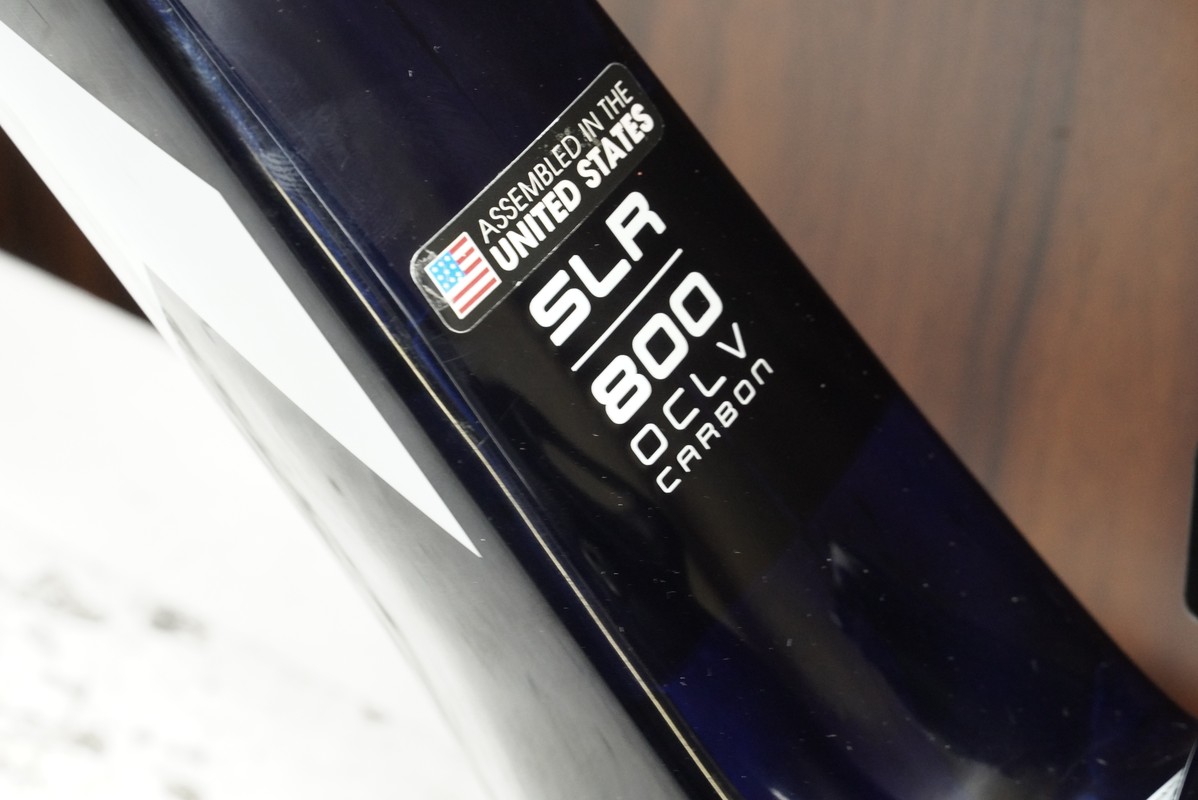 ASSEMBLED IN THE
UNITED STATES
SLR
800
OCLV
CARBON